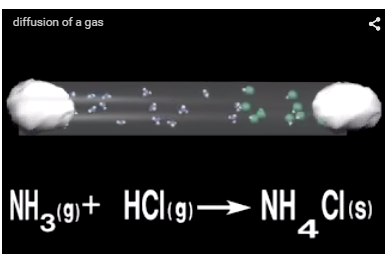 diffusion of a gas
NH3(g)+ HCl(g)→ NH4Cl(s)